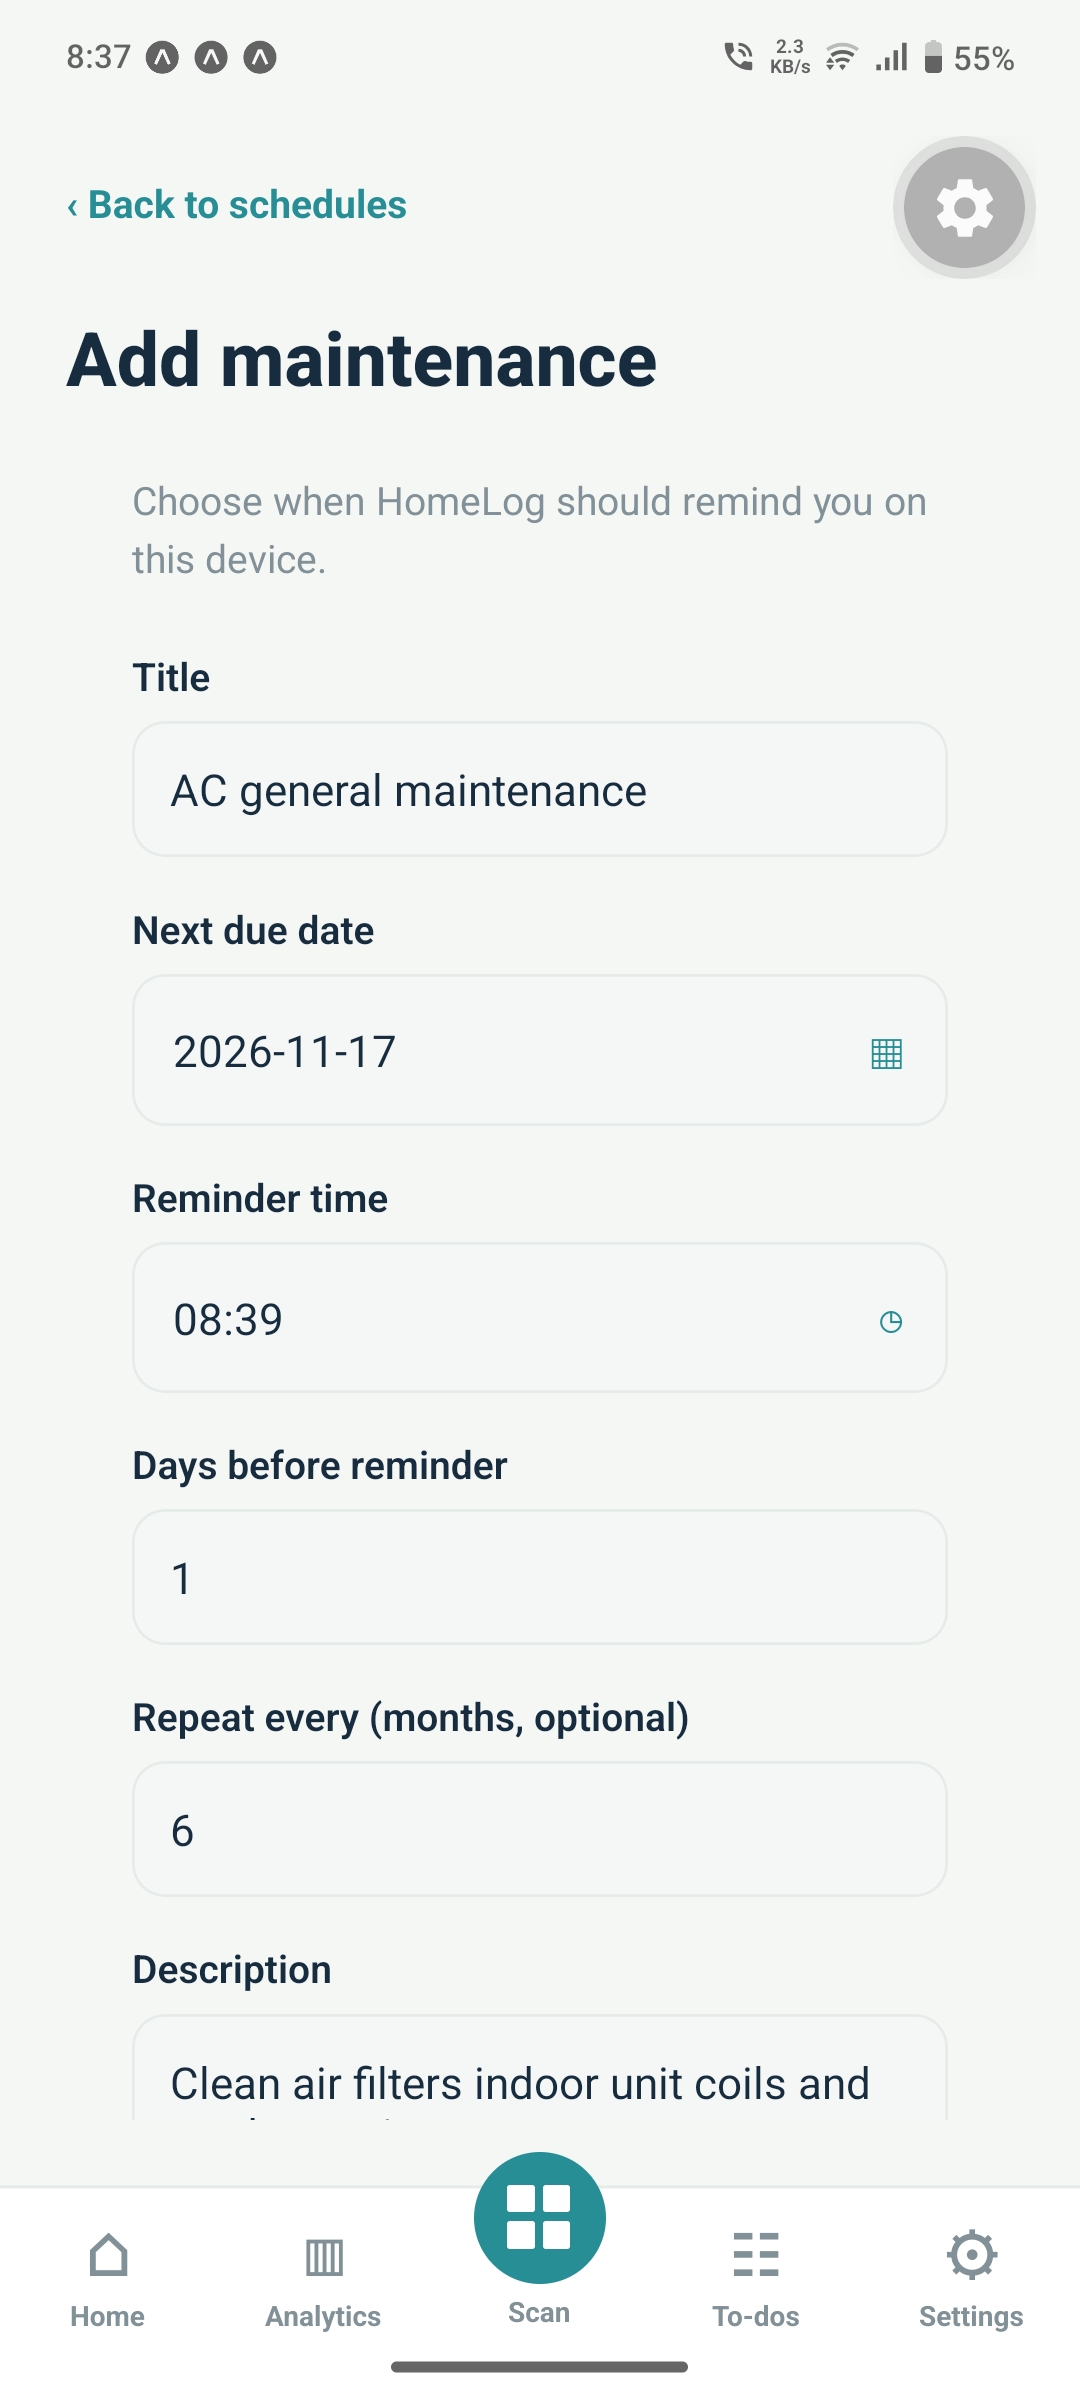 8:37
2.3
KB/s
55%
‹ Back to schedules
Add maintenance
Choose when HomeLog should remind you on
this device.
Title
AC general maintenance
Next due date
2026-11-17
Reminder time
08:39
Days before reminder
1
Repeat every (months, optional)
6
Description
Clean air filters indoor unit coils and
Home
Analytics
Scan
To-dos
Settings